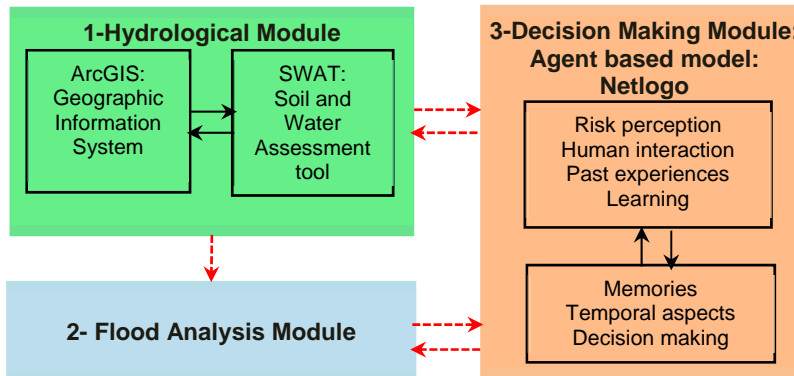 1-Hydrological Module
ArcGIS:
Geographic
Information
System
SWAT:
Soil and
Water
Assessment
tool
2- Flood Analysis Module
3-Decision Making Module:
Agent based model:
Netlogo
Risk perception
Human interaction
Past experiences
Learning
Memories
Temporal aspects
Decision making